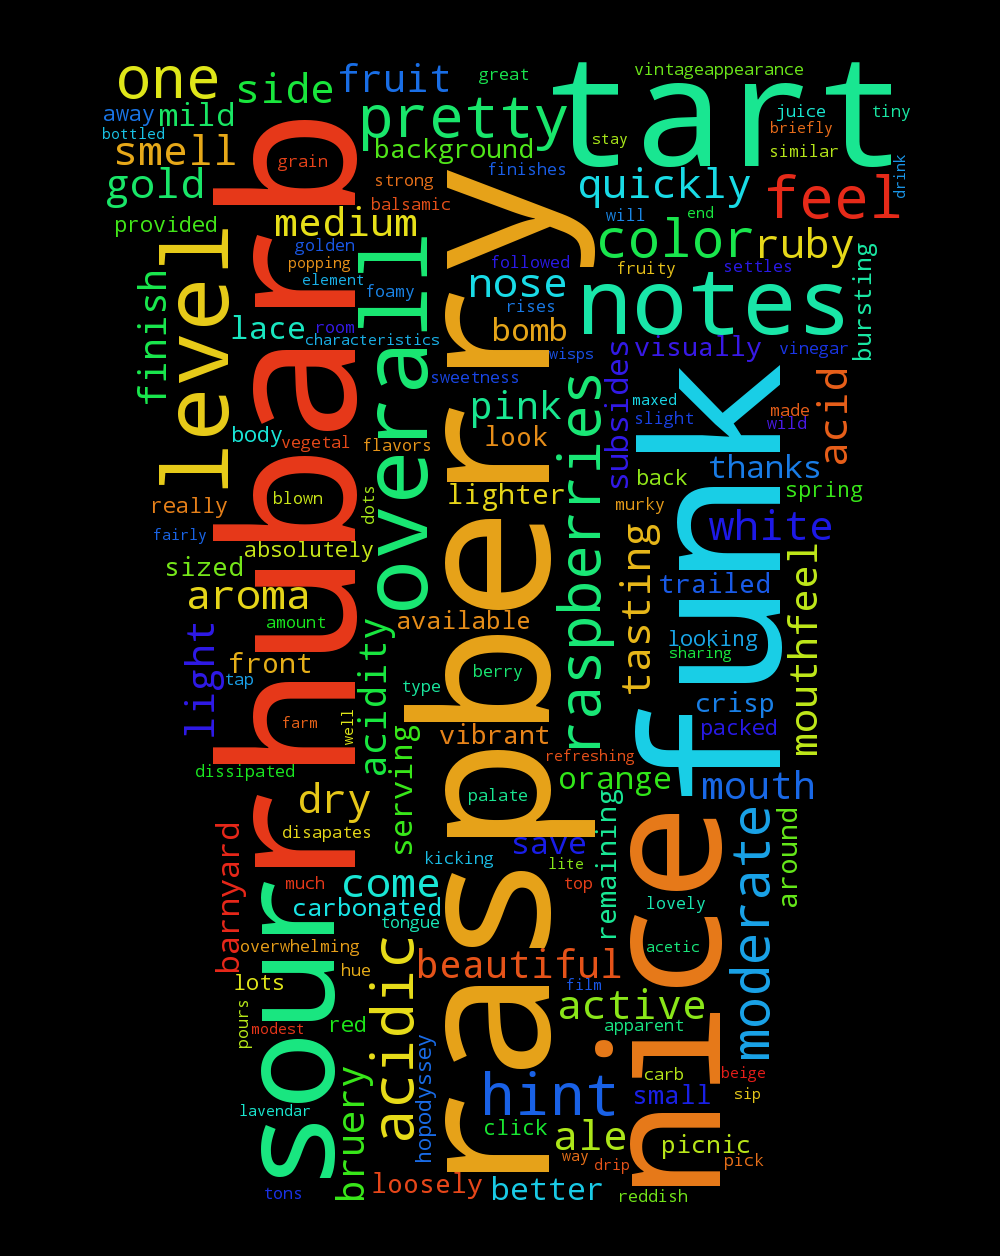 one
side
fruit
great
tart
vintageappearance
away
mild
bottled
smell
pretty
background
stay
juice
briefly
tiny
similar
grain
strong
finishes
quickly
drink
gold
balsamic
feel
provided
medium
will
end
color
ruby
golden
popping
element
foamy
followed
fruity
settles
bursting
nose
notes
rises
finish
level
rhubarb
overall
raspberry
lace
room
characteristics
bomb
wisps
visually
vinegar
sweetness
subsides
funk
maxed
slight
made
wild
acid
pink
look
raspberries
body
vegetal
flavors
back
thanks
spring
really
blown
dots
lighter
murky
white
fairly
absolutely
sized
aroma
tasting
trailed
mouthfeel
amount
available
light
front
tap
acidity
looking
sharing
berry
type
crisp
packed
farm
well
vibrant
refreshing
dissipated
serving
orange
mouth
dry
palate
remaining
disapates
save
moderate
around
barnyard
kicking
lite
much
come
top
nice
carbonated
tongue
lovely
overwhelming
acetic
sour
hue
acidic
beautiful
lots
film
active
pours
modest
red
apparent
hopodyssey
carb
beige
bruery
hint
small
sip
lavendar
click
ale
picnic
way
drip
pick
tons
loosely
better
reddish